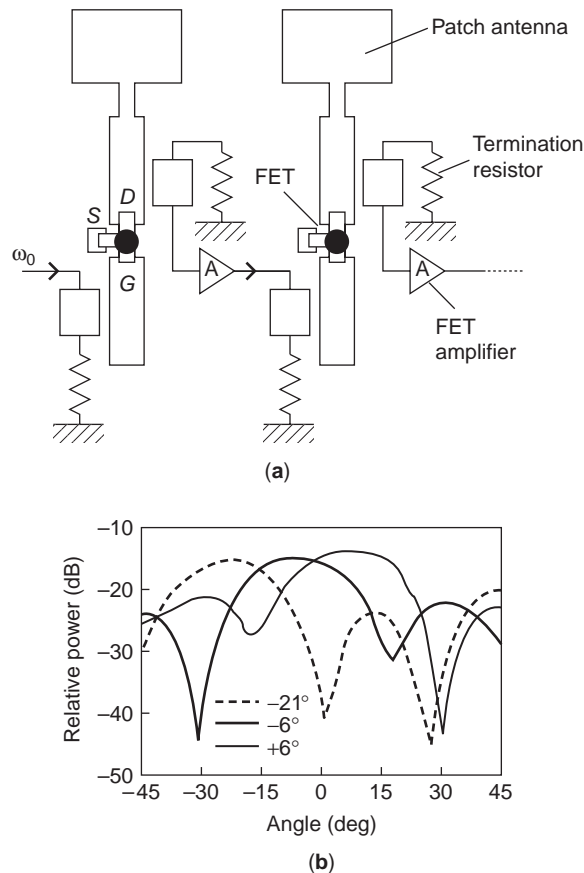 Patch antenna
Termination
resistor
FET
D
S
G
ω0
A
A
FET
amplifier
(a)
Relative power (dB)
–10
–20
–30
–40
–50
–21°
–6°
+6°
–45
–30
–15
0
15
30
45
Angle (deg)
(b)